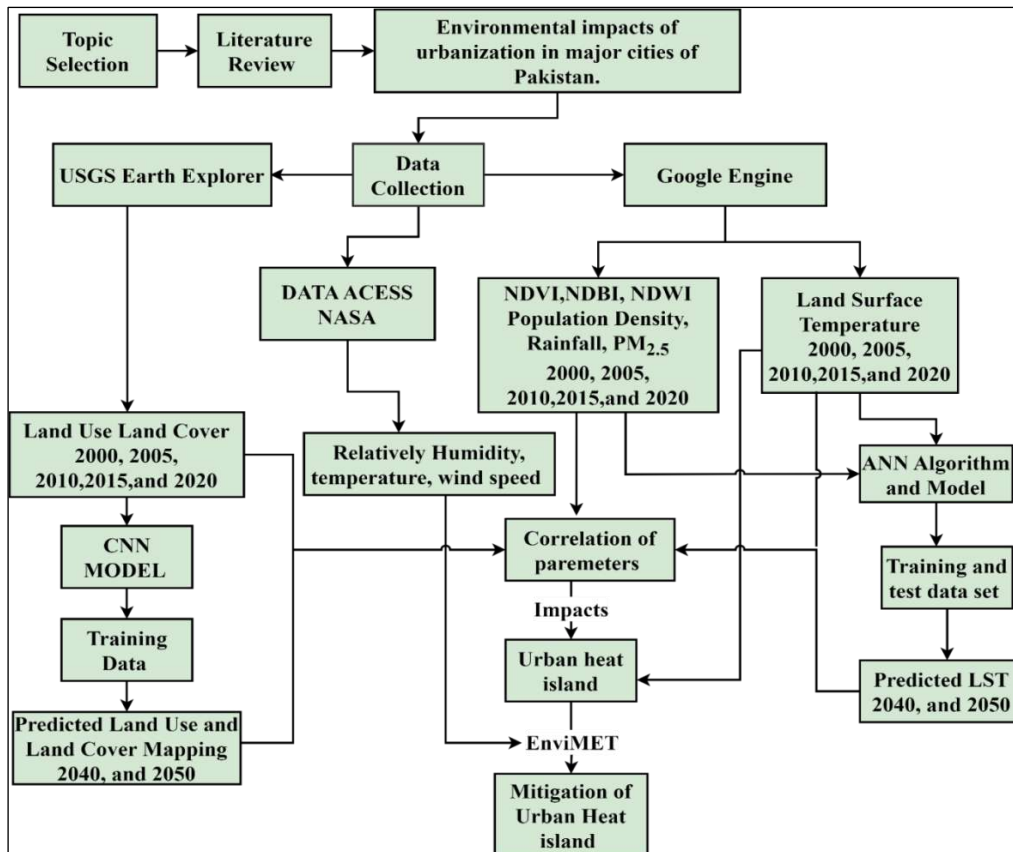 Topic
Selection
Literature
Review
Environmental impacts of
urbanization in major cities of
Pakistan.
USGS Earth Explorer
Data
Collection
Google Engine
DATA ACESS
NASA
NDVI,NDBI, NDWI
Population Density,
Rainfall, PM2.5
2000, 2005,
2010,2015,and 2020
Land Surface
Temperature
2000, 2005,
2010,2015,and 2020
Land Use Land Cover
2000, 2005,
2010,2015,and 2020
Relatively Humidity,
temperature, wind speed
ANN Algorithm
and Model
CNN
MODEL
Correlation of
paremeters
Training and
test data set
Impacts
Training
Data
Urban heat
island
Predicted LST
2040, and 2050
Predicted Land Use and
Land Cover Mapping
2040, and 2050
EnviMET
Mitigation of
Urban Heat
island